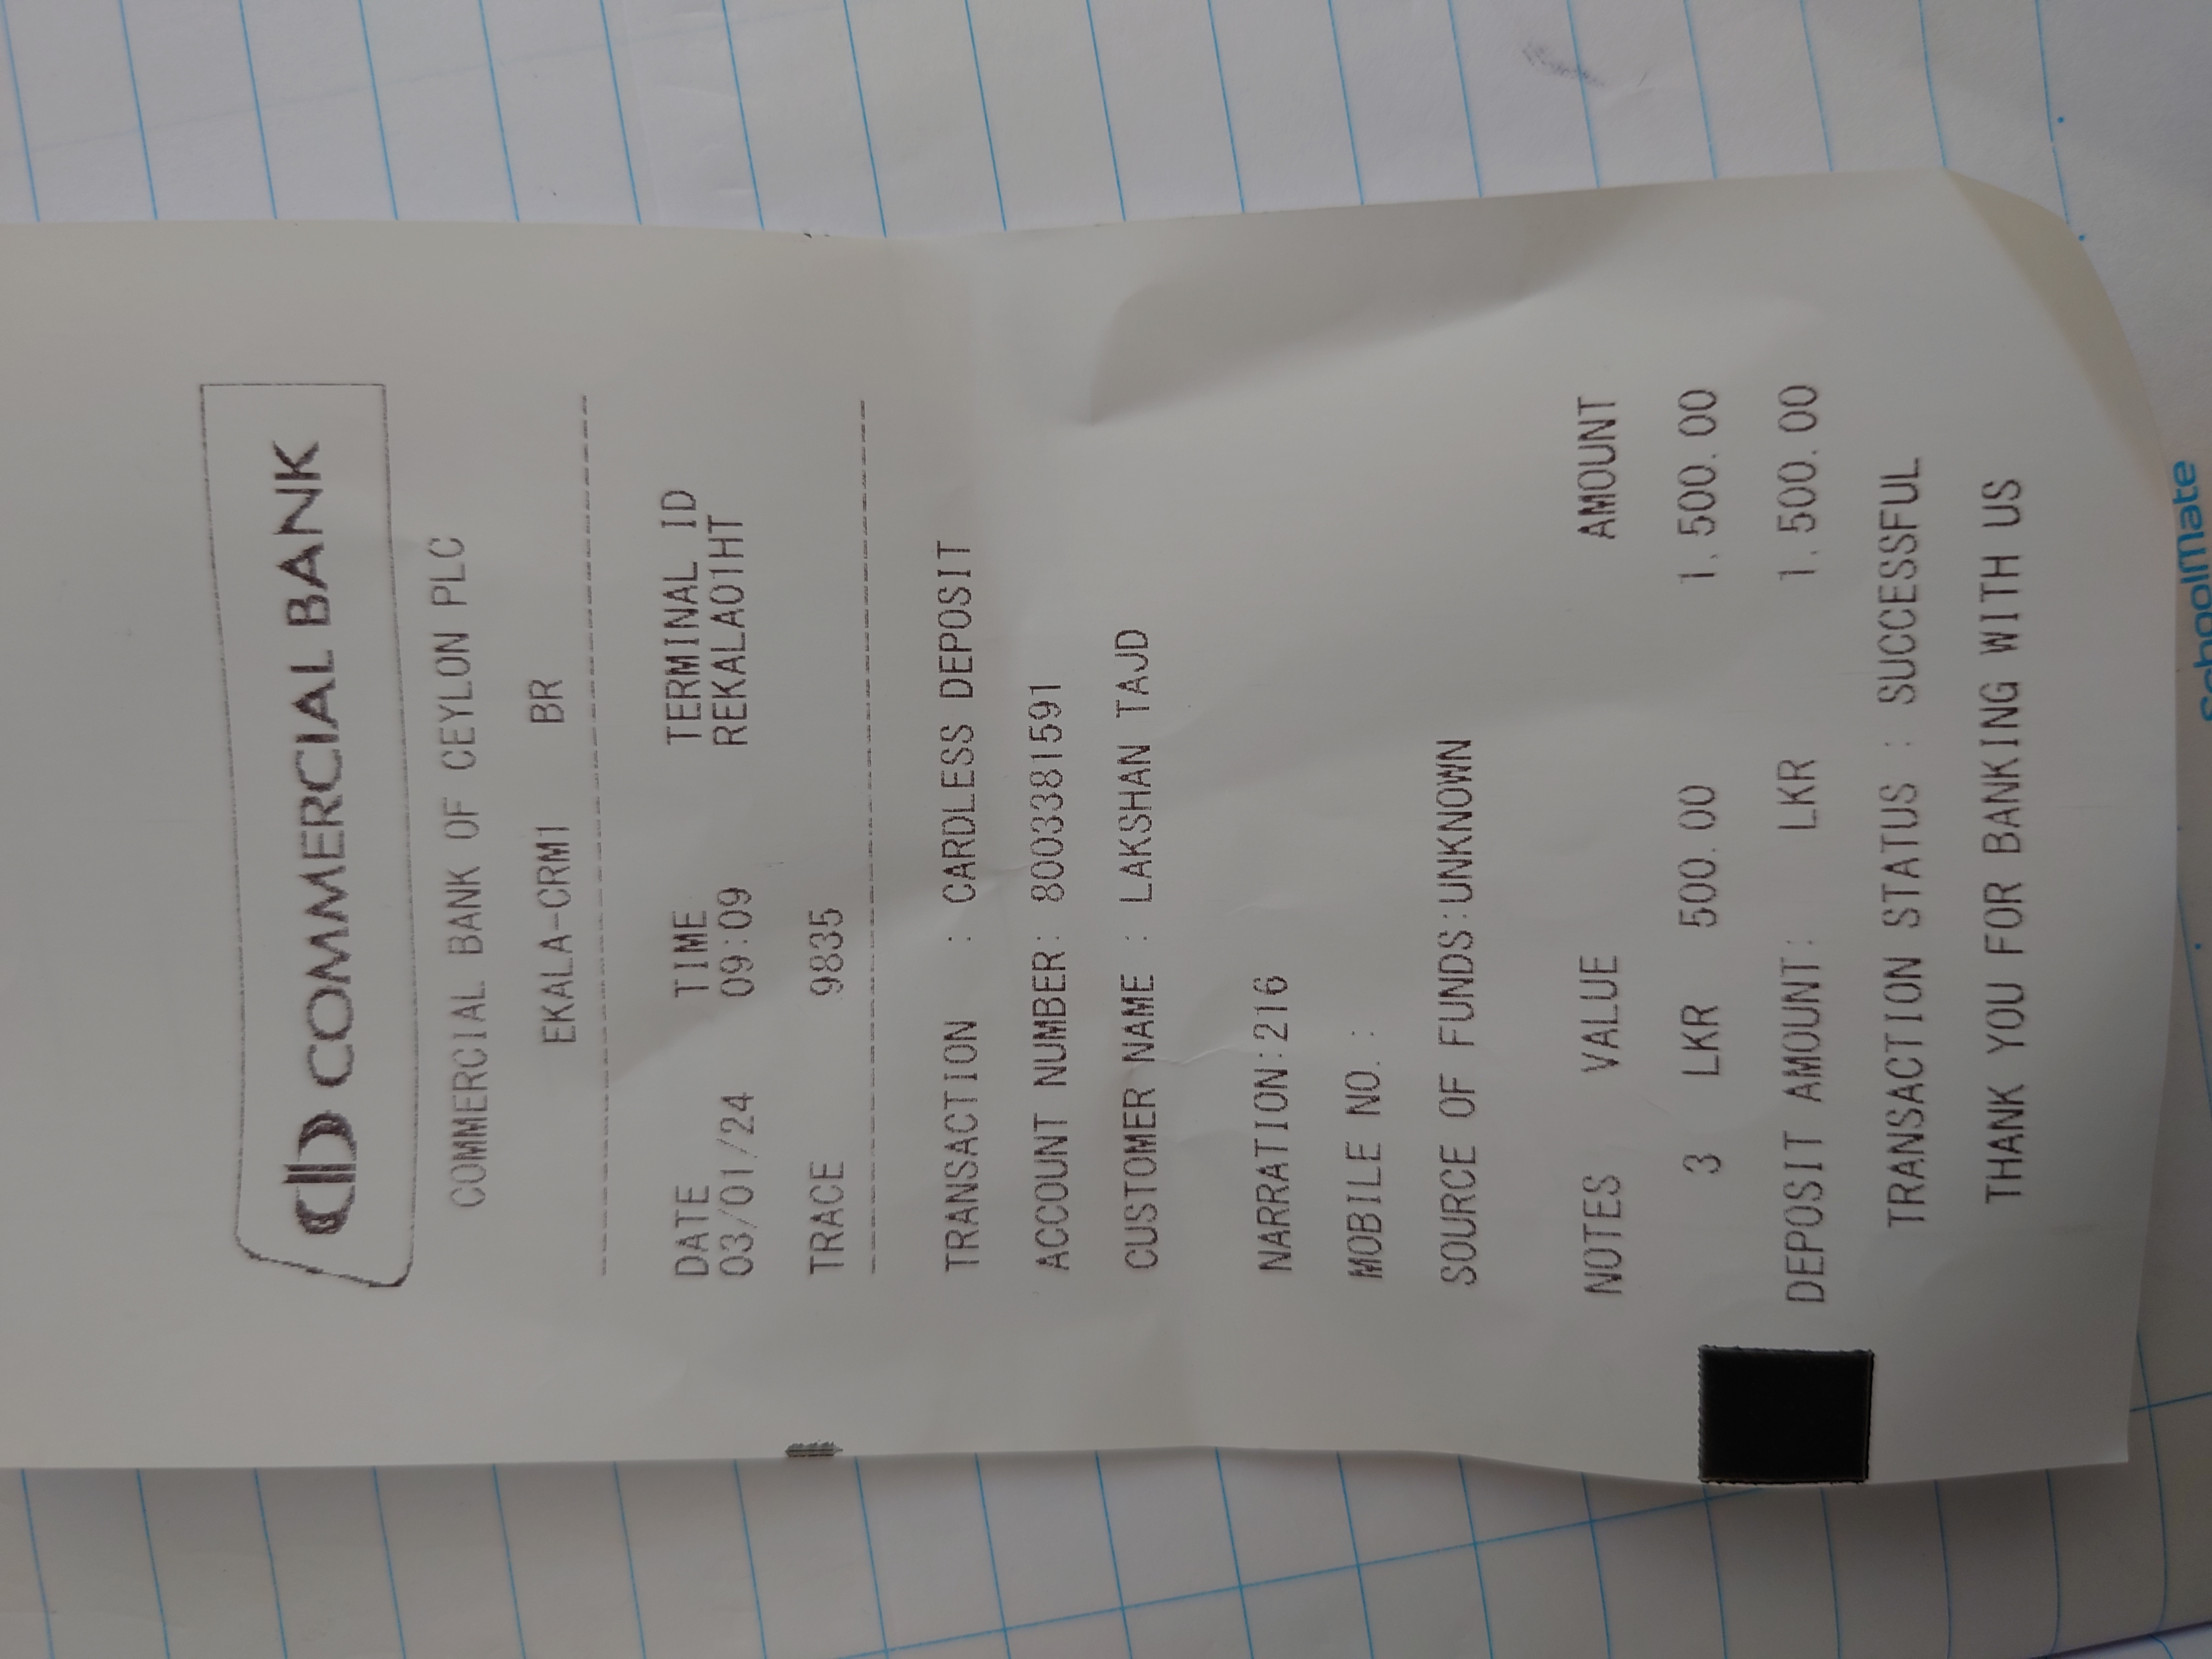 COMMERCIAL BANK
COMMERCIAL BANK OF CEYLON PLC
EKALA-CRM1 BR
DATE TIME TERMINAL ID
03/01/24 09:09 REKALA01HT
TRACE 9835
TRANSACTION : CARDLESS DEPOSIT
ACCOUNT NUMBER: 8003381591
CUSTOMER NAME : LAKSHAN TAJD
NARRATION:216
MOBILE NO. :
SOURCE OF FUNDS:UNKNOWN
NOTES VALUE AMOUNT
3 LKR 500.00 1,500.00
DEPOSIT AMOUNT: LKR 1,500.00
TRANSACTION STATUS : SUCCESSFUL
THANK YOU FOR BANKING WITH US
Schoolmate